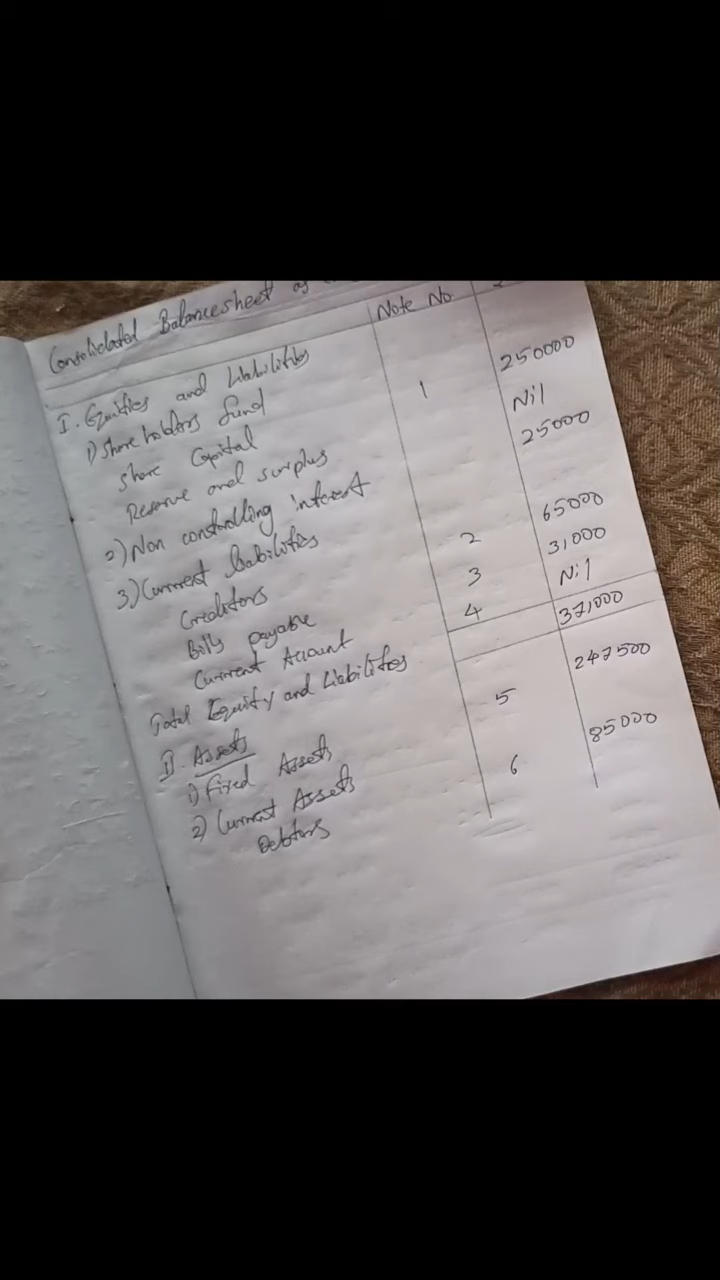 Consolidated Balancesheet as
Note No
I. Equities and Liabilities
1) Share holders fund
Share Capital 1 250000
Reserve and surplus Nil
2) Non controlling interest 25000
3) Current liabilities
Creditors 2 65000
Bills payable 3 31000
Current Account 4 Nil
Total Equity and Liabilities 371000
II. Assets
1) Fixed Assets 5 247500
2) Current Assets
Debtors 6 85000